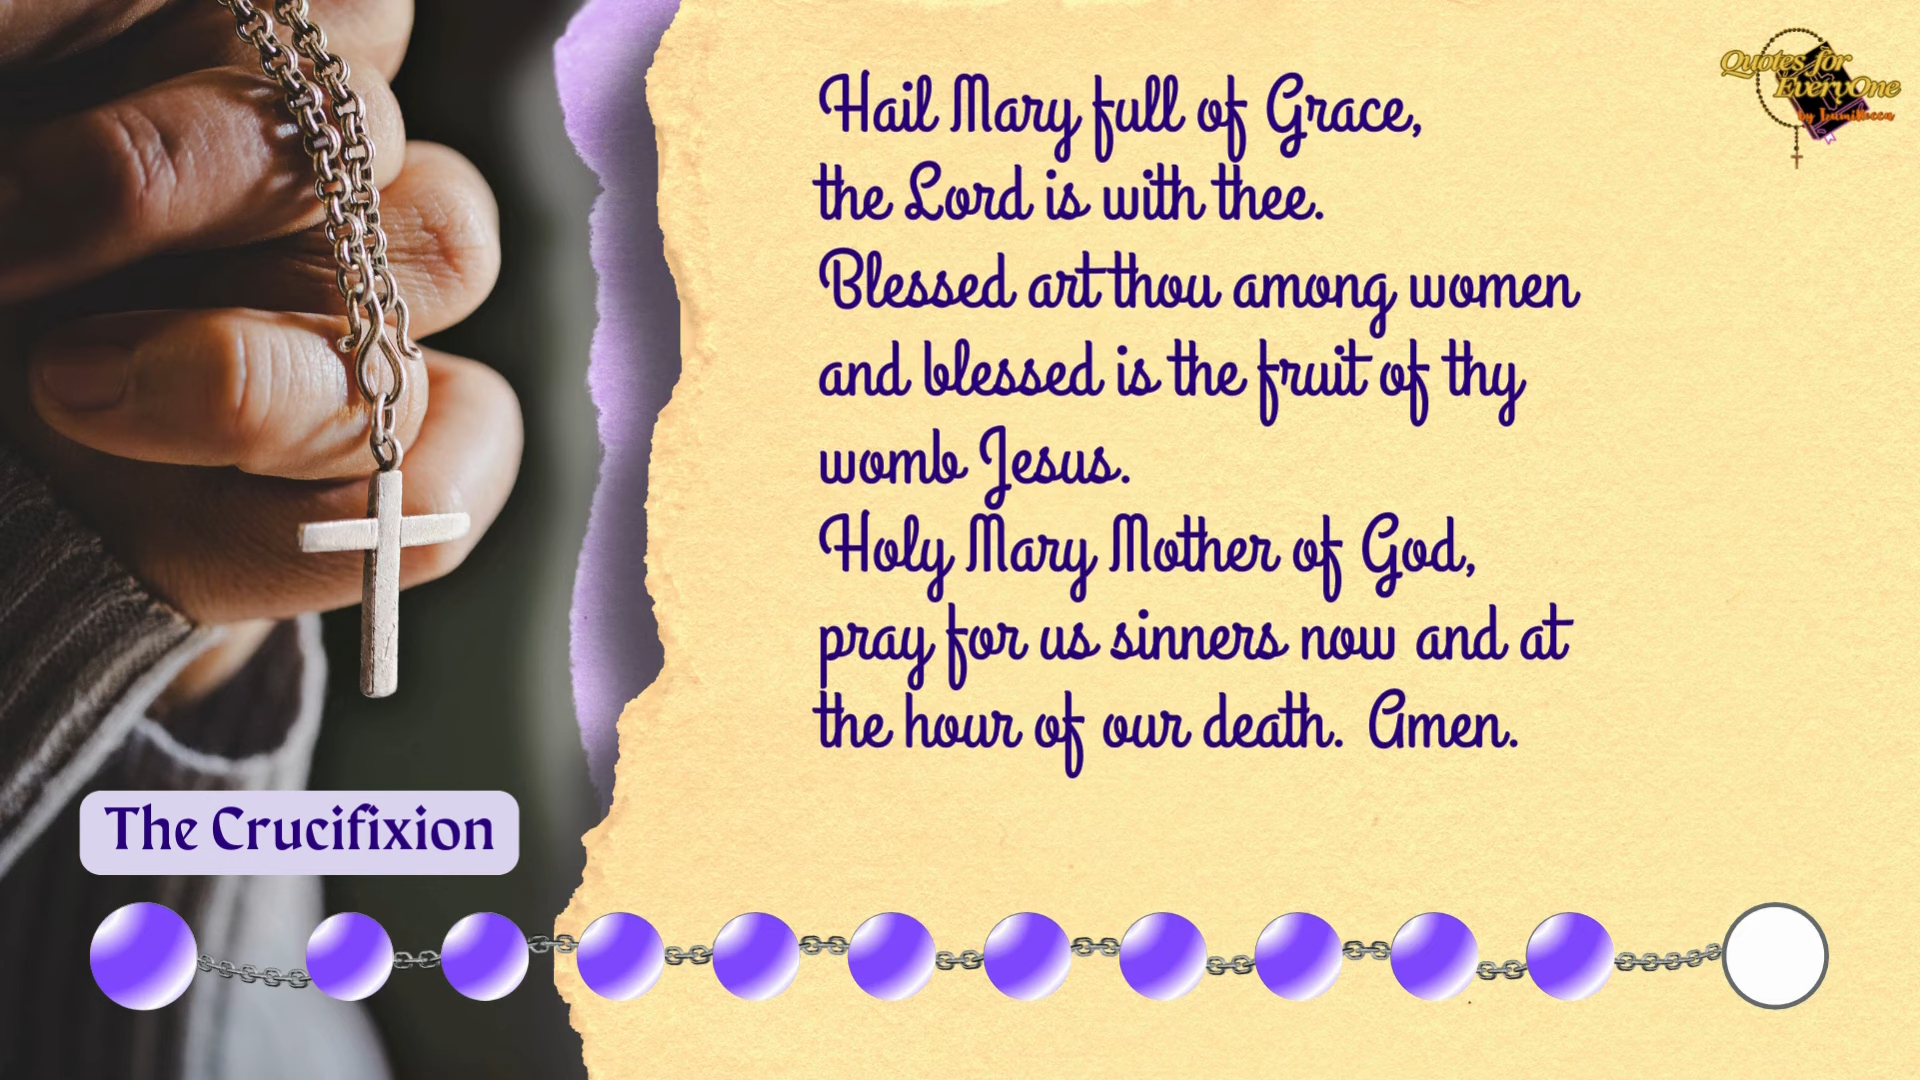 Hail Mary full of Grace,
the Lord is with thee.
Blessed art thou among women
and blessed is the fruit of thy
womb Jesus.
Holy Mary Mother of God,
pray for us sinners now and at
the hour of our death. Amen.
The Crucifixion
Quotes for
EveryOne
by